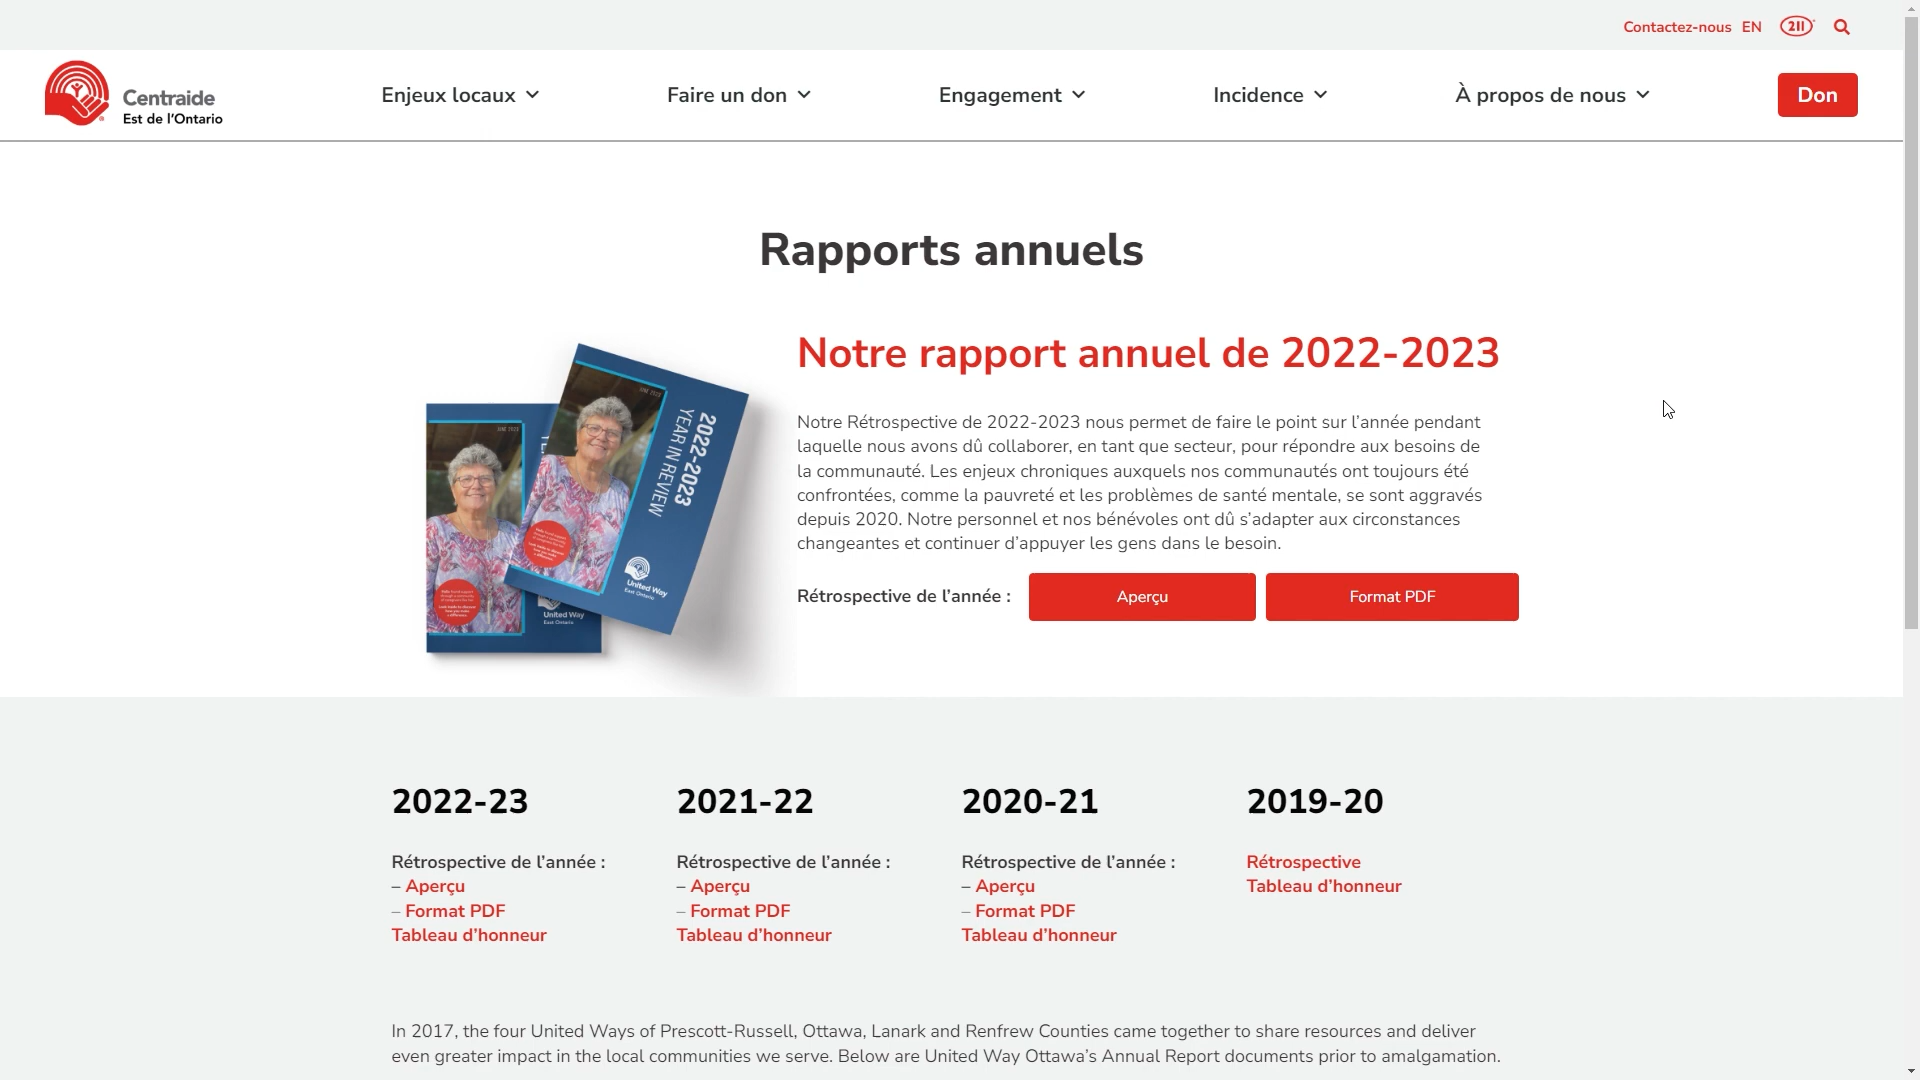 Contactez-nous EN 211
Centraide
Est de l'Ontario
Enjeux locaux
Faire un don
Engagement
Incidence
À propos de nous
Don
Rapports annuels
2022-2023
YEAR IN REVIEW
United Way
East Ontario
United Way
East Ontario
Notre rapport annuel de 2022-2023
Notre Rétrospective de 2022-2023 nous permet de faire le point sur l’année pendant
laquelle nous avons dû collaborer, en tant que secteur, pour répondre aux besoins de
la communauté. Les enjeux chroniques auxquels nos communautés ont toujours été
confrontées, comme la pauvreté et les problèmes de santé mentale, se sont aggravés
depuis 2020. Notre personnel et nos bénévoles ont dû s’adapter aux circonstances
changeantes et continuer d’appuyer les gens dans le besoin.
Rétrospective de l’année :
Aperçu
Format PDF
2022-23
Rétrospective de l’année :
– Aperçu
– Format PDF
Tableau d’honneur
2021-22
Rétrospective de l’année :
– Aperçu
– Format PDF
Tableau d’honneur
2020-21
Rétrospective de l’année :
– Aperçu
– Format PDF
Tableau d’honneur
2019-20
Rétrospective
Tableau d’honneur
In 2017, the four United Ways of Prescott-Russell, Ottawa, Lanark and Renfrew Counties came together to share resources and deliver
even greater impact in the local communities we serve. Below are United Way Ottawa’s Annual Report documents prior to amalgamation.